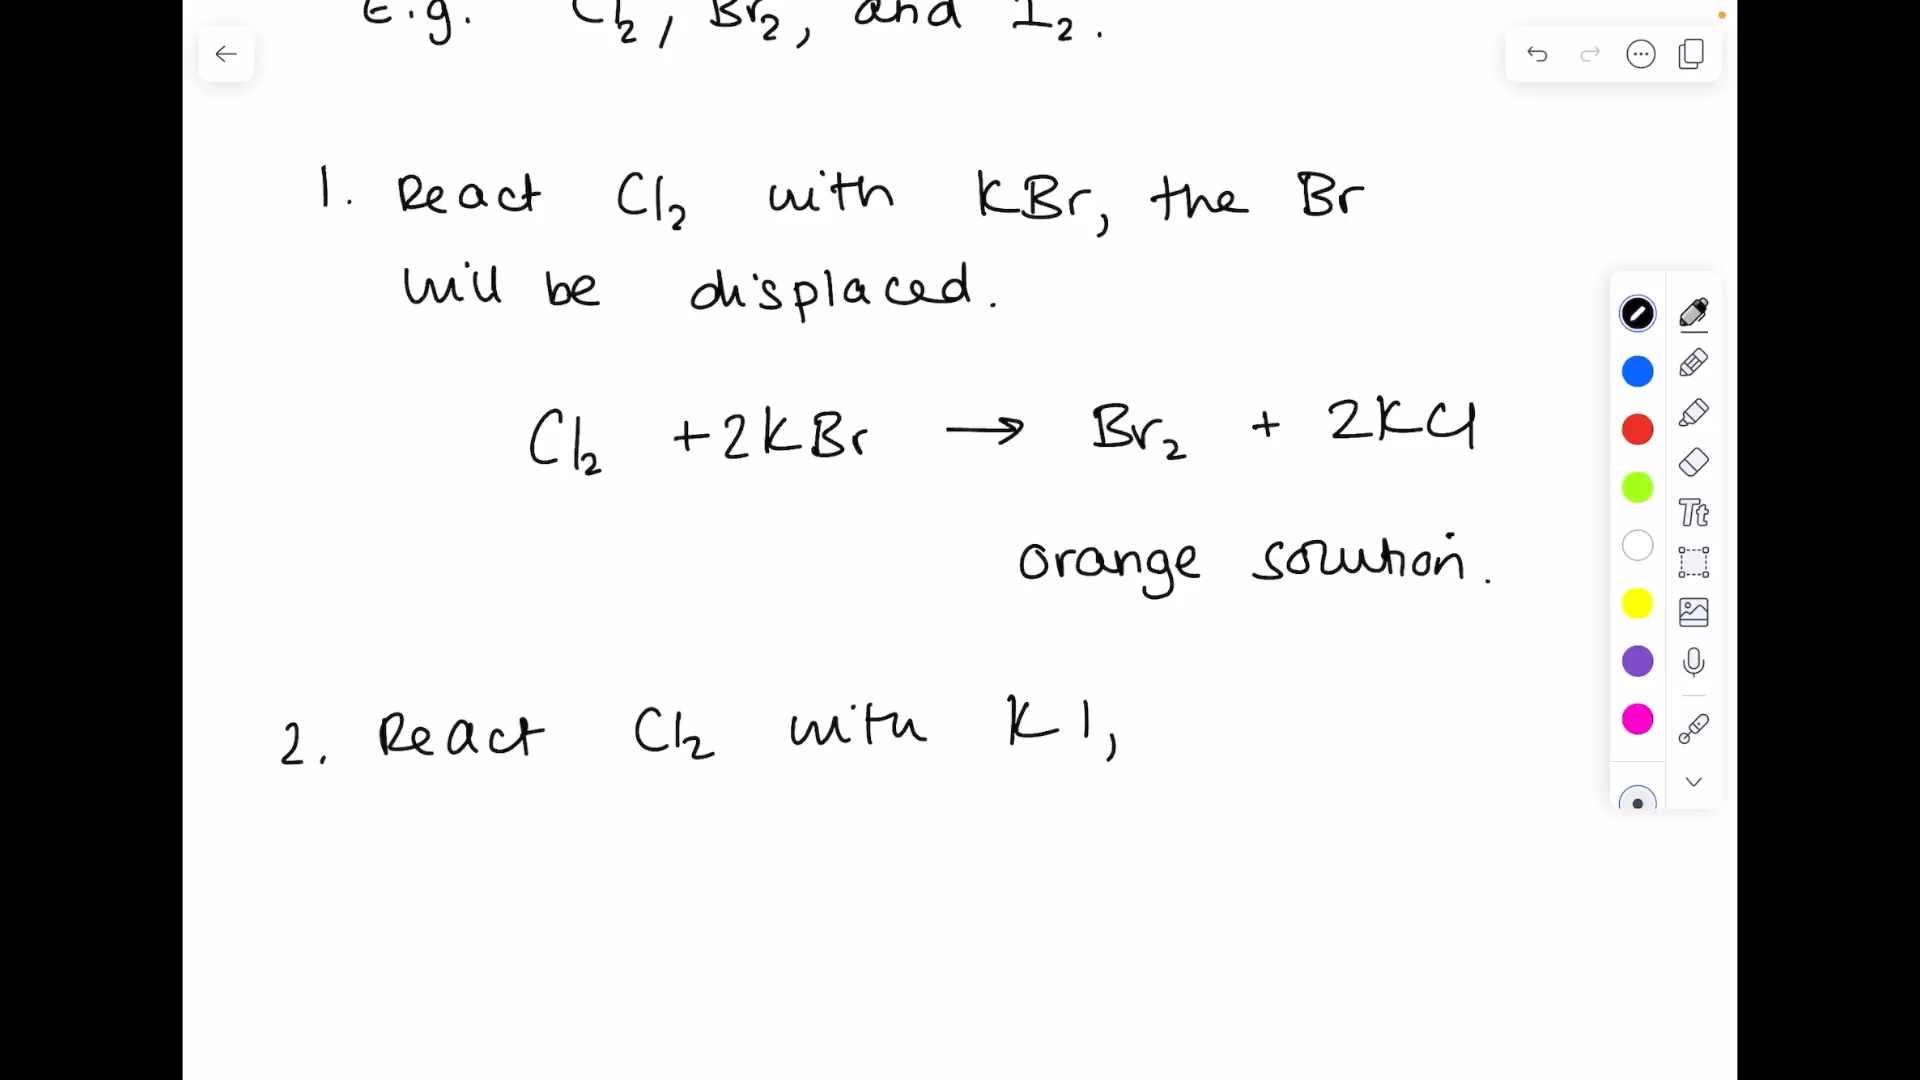 E.g. Cl₂, Br₂, and I₂.
1. React Cl₂ with KBr, the Br
will be displaced.
Cl₂ + 2KBr → Br₂ + 2KCl
orange solution.
2. React Cl₂ with KI,
Tt